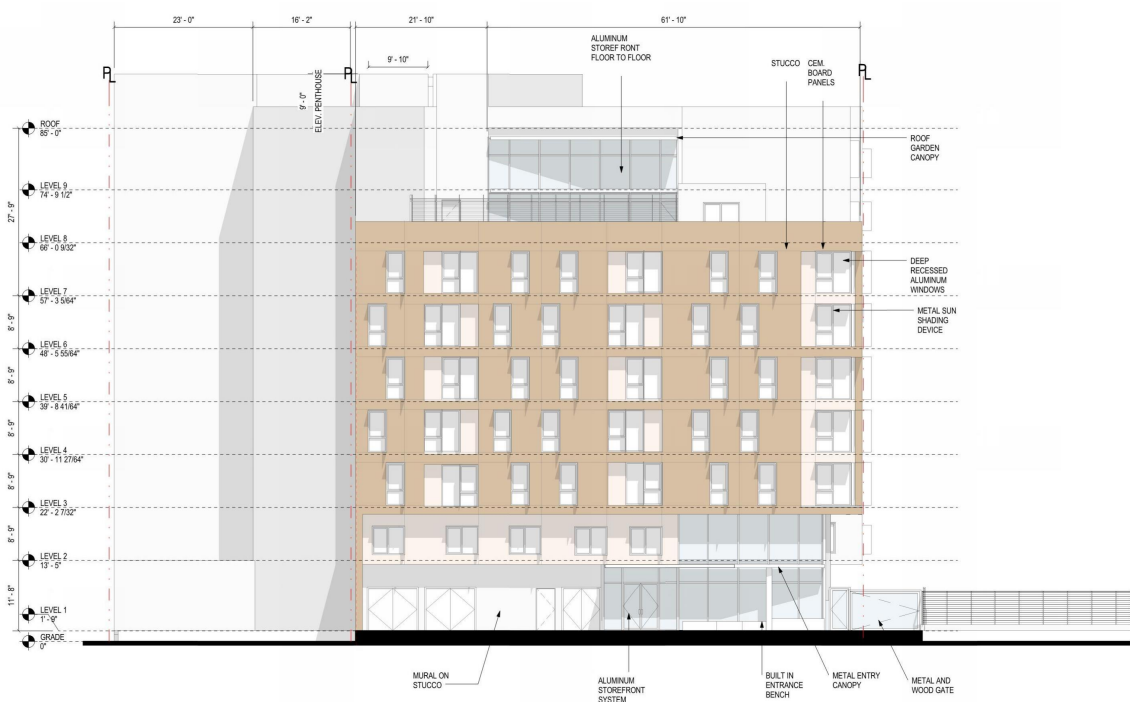 23' - 0"
16' - 2"
21' - 10"
61' - 10"
9' - 10"
ALUMINUM
STOREF RONT
FLOOR TO FLOOR
STUCCO
CEM.
BOARD
PANELS
PL
PL
PL
9' - 0"
ELEV. PENTHOUSE
ROOF
85' - 0"
ROOF
GARDEN
CANOPY
LEVEL 9
74' - 9 1/2"
27' - 9"
LEVEL 8
66' - 0 9/32"
DEEP
RECESSED
ALUMINUM
WINDOWS
LEVEL 7
57' - 3 5/64"
METAL SUN
SHADING
DEVICE
8' - 9"
LEVEL 6
48' - 5 55/64"
8' - 9"
LEVEL 5
39' - 8 41/64"
8' - 9"
LEVEL 4
30' - 11 27/64"
8' - 9"
LEVEL 3
22' - 2 7/32"
8' - 9"
LEVEL 2
13' - 5"
11' - 8"
LEVEL 1
1' - 9"
GRADE
0"
MURAL ON
STUCCO
ALUMINUM
STOREFRONT
SYSTEM
BUILT IN
ENTRANCE
BENCH
METAL ENTRY
CANOPY
METAL AND
WOOD GATE